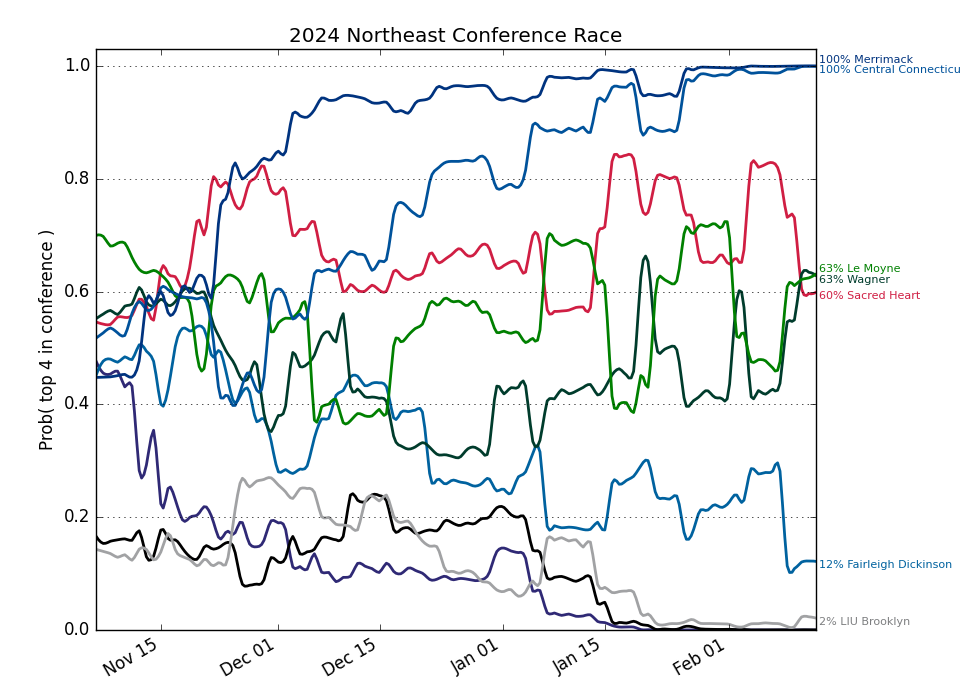 2024 Northeast Conference Race
Prob( top 4 in conference )
1.0
0.8
0.6
0.4
0.2
0.0
Nov 15
Dec 01
Dec 15
Jan 01
Jan 15
Feb 01
100% Merrimack
100% Central Connecticu
63% Le Moyne
63% Wagner
60% Sacred Heart
12% Fairleigh Dickinson
2% LIU Brooklyn